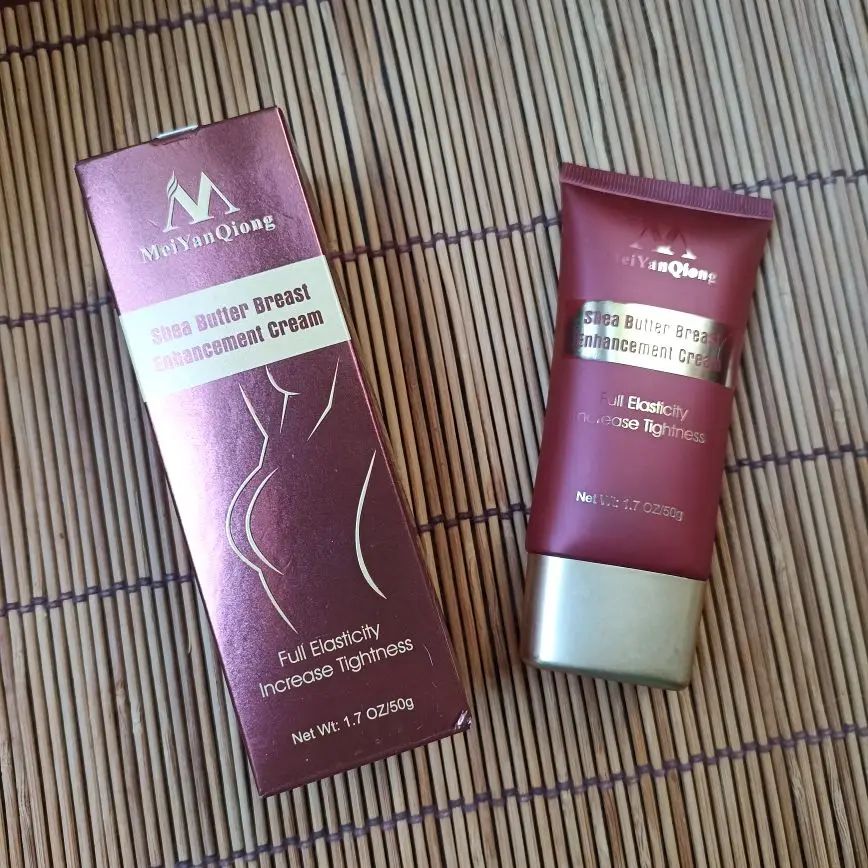 MeiYanQiong
Shea Butter Breast
Enhancement Cream
Full Elasticity
Increase Tightness
Net Wt: 1.7 OZ/50g
MeiYanQiong
Shea Butter Breast
Enhancement Cream
Full Elasticity
Increase Tightness
Net Wt: 1.7 OZ/50g